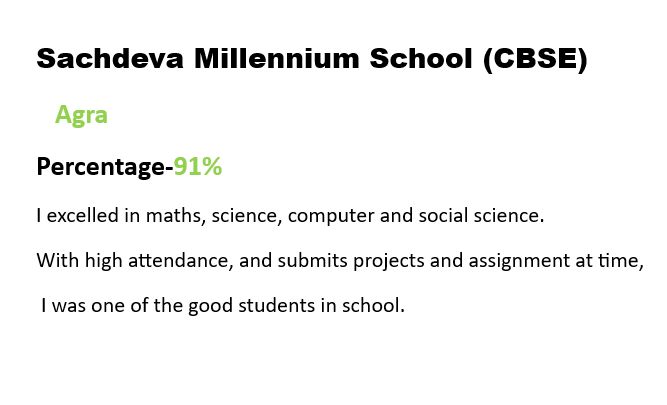 Sachdeva Millennium School (CBSE)
Agra
Percentage-91%
I excelled in maths, science, computer and social science.
With high attendance, and submits projects and assignment at time,
I was one of the good students in school.